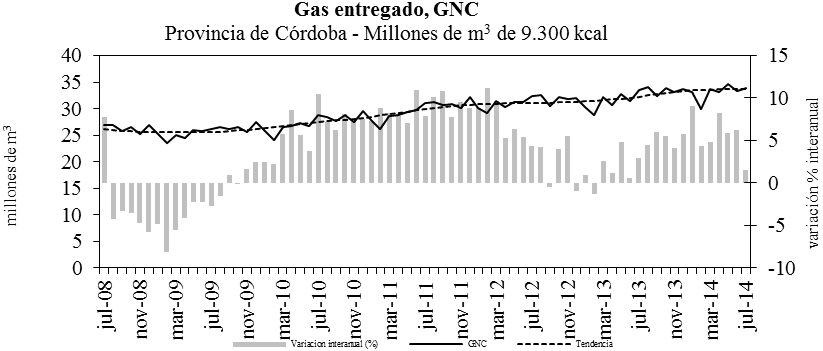 Gas entregado, GNC
Provincia de Córdoba - Millones de m³ de 9.300 kcal
millones de m³
40
35
30
25
20
15
10
5
0
15
10
5
0
-5
-10
variación % interanual
jul-08
nov-08
mar-09
jul-09
nov-09
mar-10
jul-10
nov-10
mar-11
jul-11
nov-11
mar-12
jul-12
nov-12
mar-13
jul-13
nov-13
mar-14
jul-14
Variacion interanual (%) GNC Tendencia